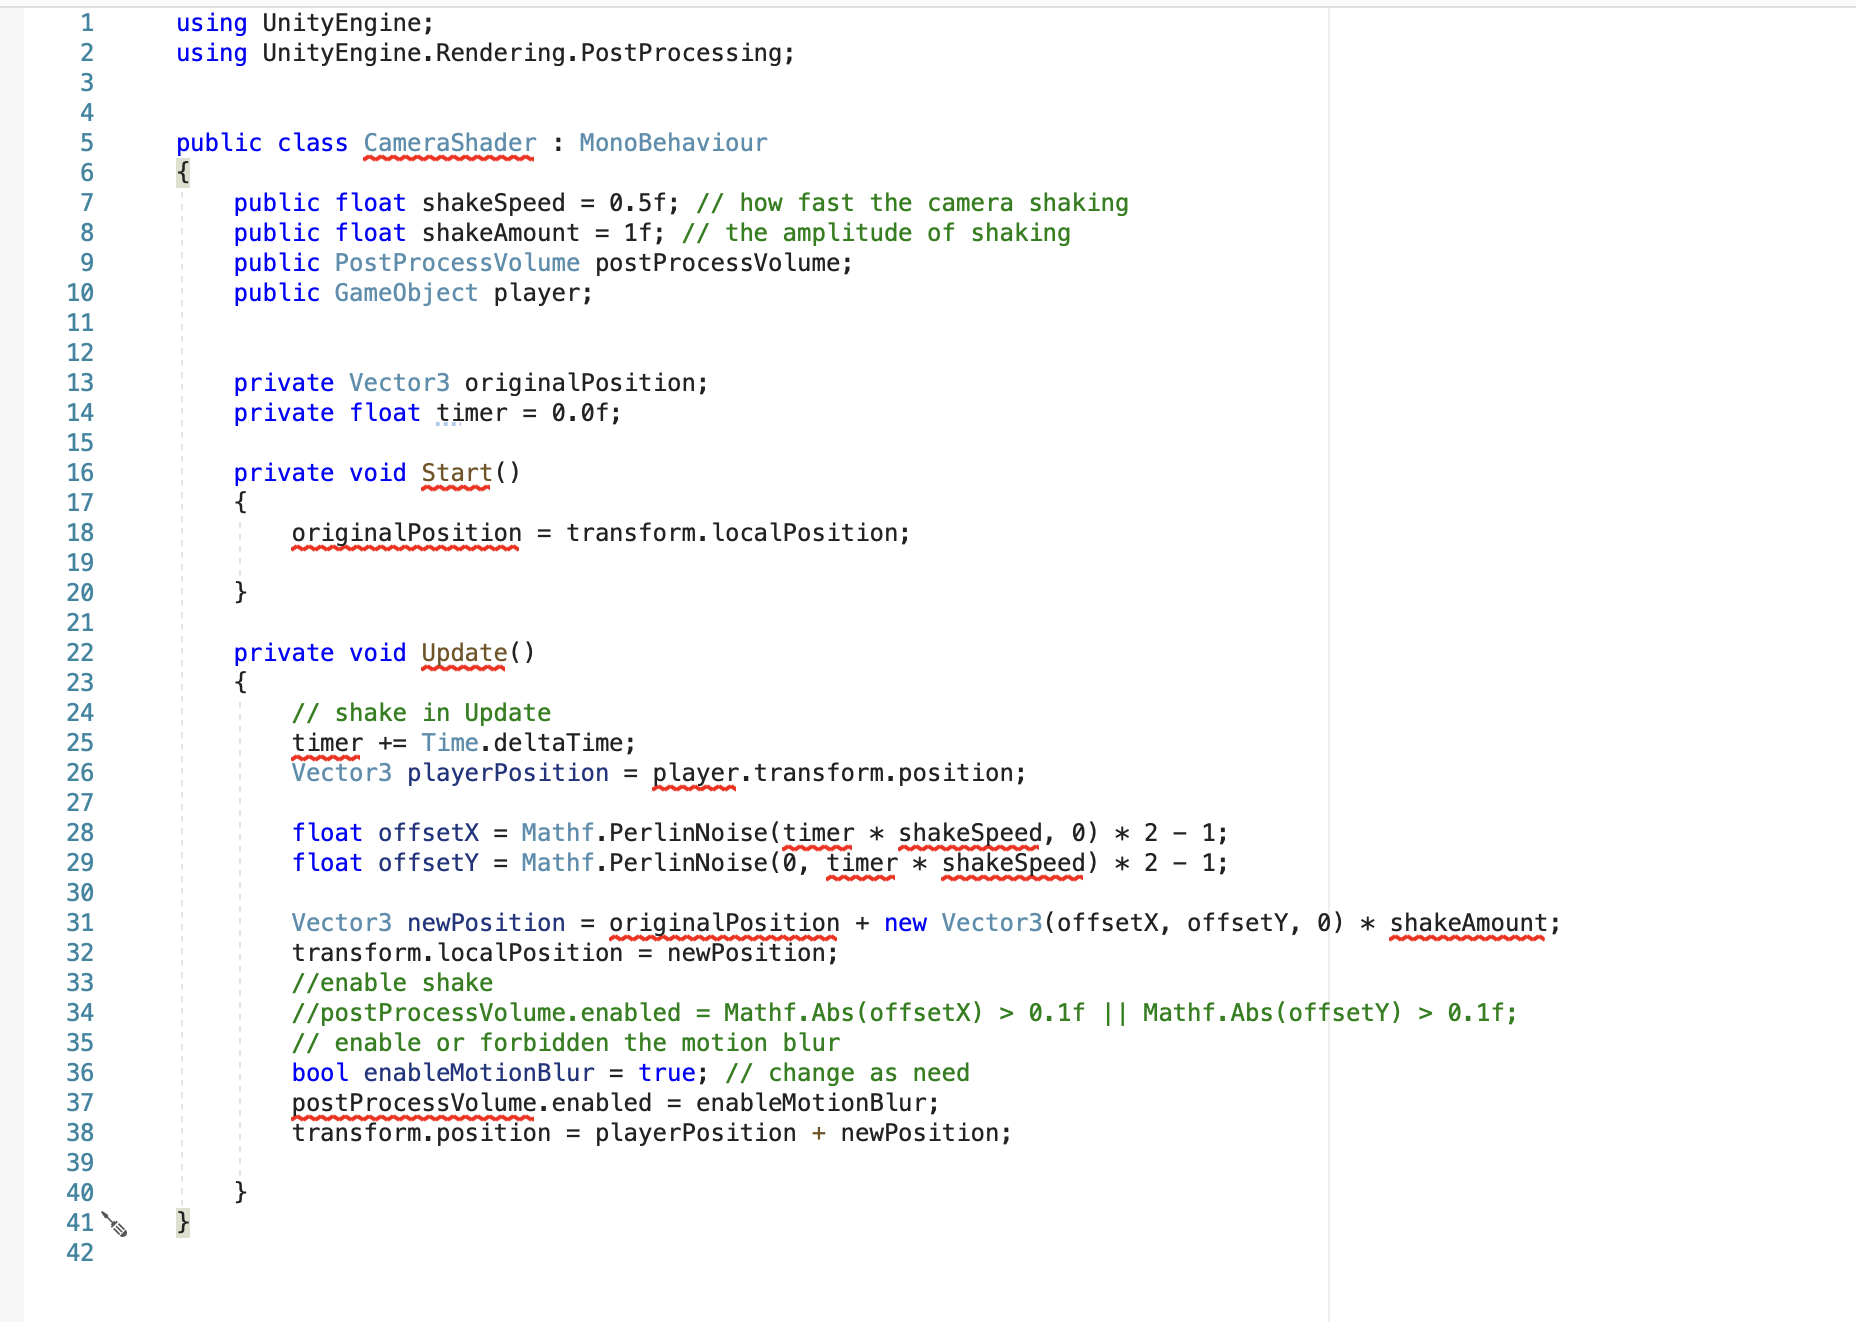 1 using UnityEngine;
2 using UnityEngine.Rendering.PostProcessing;
3
4
5 public class CameraShader : MonoBehaviour
6 {
7     public float shakeSpeed = 0.5f; // how fast the camera shaking
8     public float shakeAmount = 1f; // the amplitude of shaking
9     public PostProcessVolume postProcessVolume;
10     public GameObject player;
11
12
13     private Vector3 originalPosition;
14     private float timer = 0.0f;
15
16     private void Start()
17     {
18         originalPosition = transform.localPosition;
19
20     }
21
22     private void Update()
23     {
24         // shake in Update
25         timer += Time.deltaTime;
26         Vector3 playerPosition = player.transform.position;
27
28         float offsetX = Mathf.PerlinNoise(timer * shakeSpeed, 0) * 2 - 1;
29         float offsetY = Mathf.PerlinNoise(0, timer * shakeSpeed) * 2 - 1;
30
31         Vector3 newPosition = originalPosition + new Vector3(offsetX, offsetY, 0) * shakeAmount;
32         transform.localPosition = newPosition;
33         //enable shake
34         //postProcessVolume.enabled = Mathf.Abs(offsetX) > 0.1f || Mathf.Abs(offsetY) > 0.1f;
35         // enable or forbidden the motion blur
36         bool enableMotionBlur = true; // change as need
37         postProcessVolume.enabled = enableMotionBlur;
38         transform.position = playerPosition + newPosition;
39
40     }
41 }
42